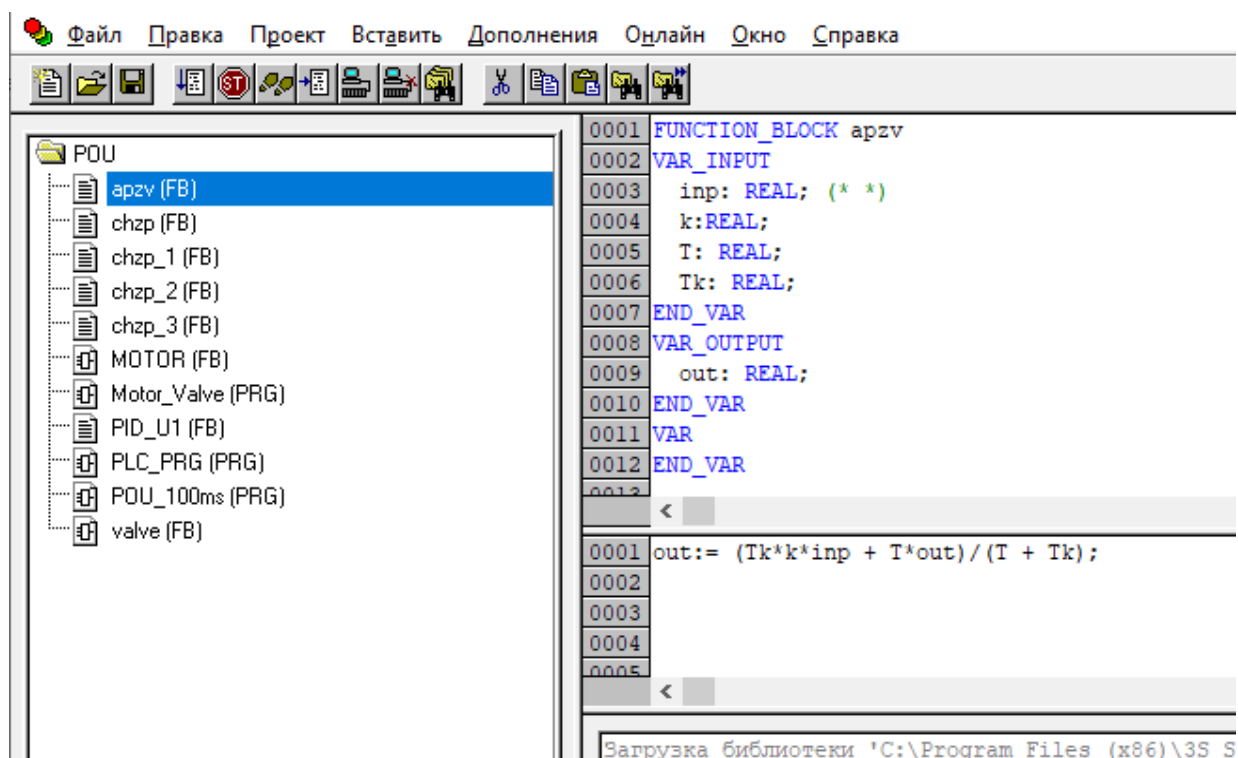 Файл Правка Проект Вставить Дополнения Онлайн Окно Справка
ST
POU
apzv (FB)
chzp (FB)
chzp_1 (FB)
chzp_2 (FB)
chzp_3 (FB)
MOTOR (FB)
Motor_Valve (PRG)
PID_U1 (FB)
PLC_PRG (PRG)
POU_100ms (PRG)
valve (FB)
0001 FUNCTION_BLOCK apzv
0002 VAR_INPUT
0003 inp: REAL; (* *)
0004 k:REAL;
0005 T: REAL;
0006 Tk: REAL;
0007 END_VAR
0008 VAR_OUTPUT
0009 out: REAL;
0010 END_VAR
0011 VAR
0012 END_VAR
0013
0001 out:= (Tk*k*inp + T*out)/(T + Tk);
0002
0003
0004
0005
Загрузка библиотеки 'C:\Program Files (x86)\3S S